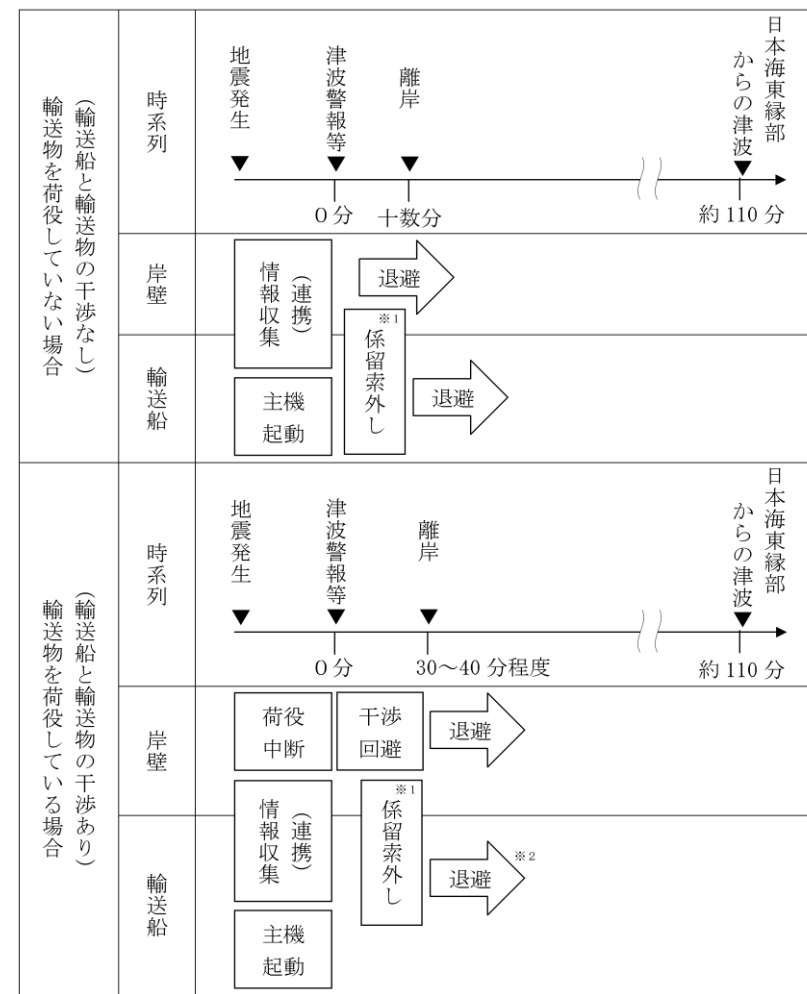 輸送物を荷役していない場合
(輸送船と輸送物の干渉なし)
時系列
地震発生
津波警報等
離岸
日本海東縁部
からの津波
0分
十数分
約110分
岸壁
情報収集
(連携)
退避
※1
係留索外し
輸送船
主機
起動
退避
輸送物を荷役している場合
(輸送船と輸送物の干渉あり)
時系列
地震発生
津波警報等
離岸
日本海東縁部
からの津波
0分
30～40分程度
約110分
岸壁
荷役
中断
干渉
回避
退避
情報収集
(連携)
※1
係留索外し
輸送船
退避
※2
主機
起動